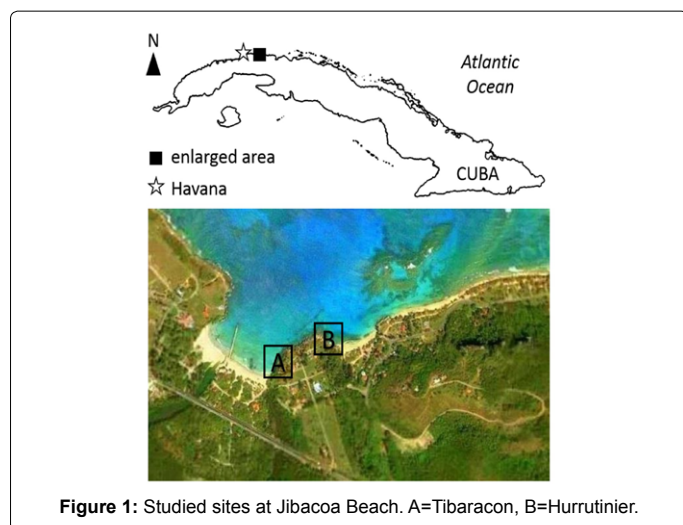 N
Atlantic
Ocean
■ enlarged area
☆ Havana
CUBA
A
B
Figure 1: Studied sites at Jibacoa Beach. A=Tibaracon, B=Hurrutinier.